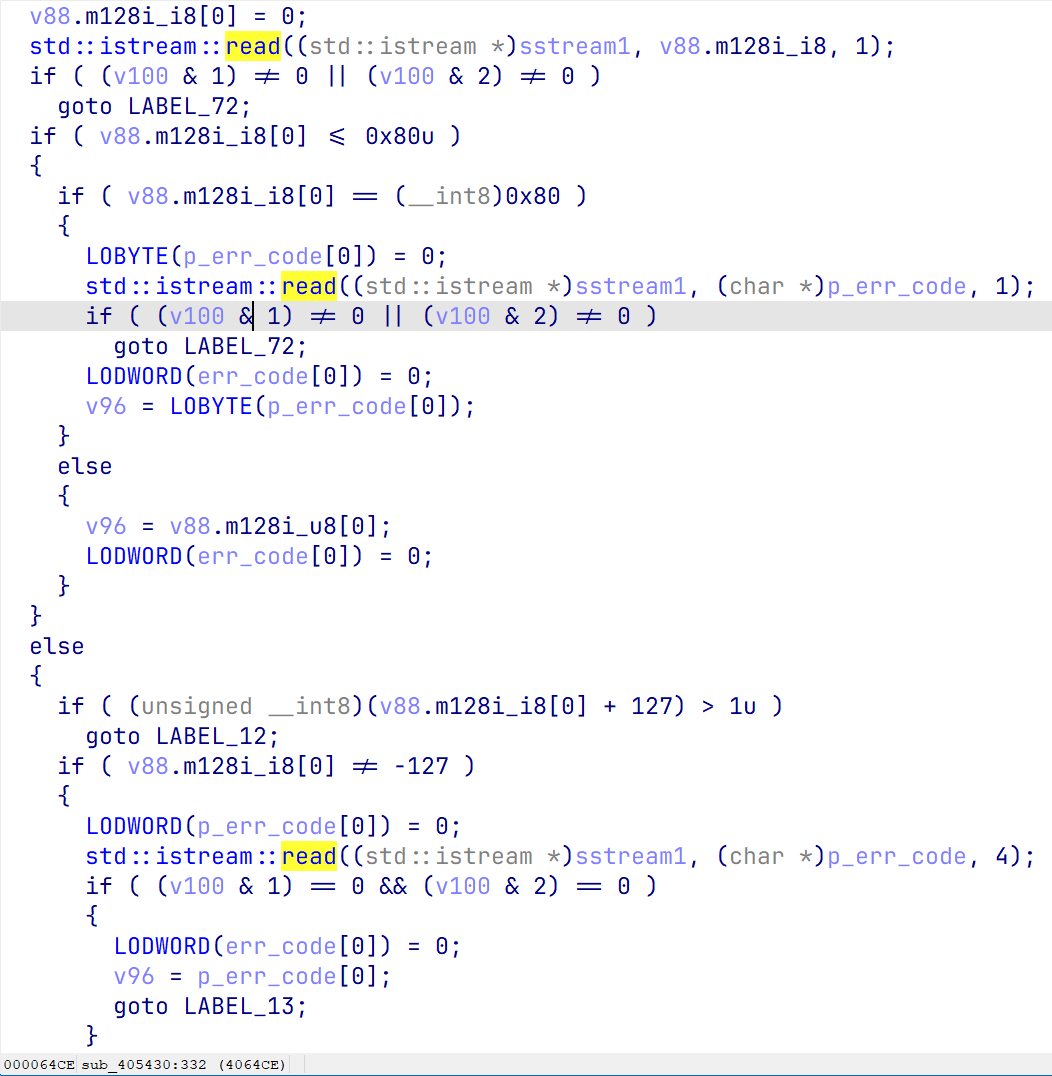 v88.m128i_i8[0] = 0;
std::istream::read((std::istream *)sstream1, v88.m128i_i8, 1);
if ( (v100 & 1) ≠ 0 || (v100 & 2) ≠ 0 )
goto LABEL_72;
if ( v88.m128i_i8[0] ⩽ 0x80u )
{
if ( v88.m128i_i8[0] == (__int8)0x80 )
{
LOBYTE(p_err_code[0]) = 0;
std::istream::read((std::istream *)sstream1, (char *)p_err_code, 1);
if ( (v100 & 1) ≠ 0 || (v100 & 2) ≠ 0 )
goto LABEL_72;
LODWORD(err_code[0]) = 0;
v96 = LOBYTE(p_err_code[0]);
}
else
{
v96 = v88.m128i_u8[0];
LODWORD(err_code[0]) = 0;
}
}
else
{
if ( (unsigned __int8)(v88.m128i_i8[0] + 127) > 1u )
goto LABEL_12;
if ( v88.m128i_i8[0] ≠ -127 )
{
LODWORD(p_err_code[0]) = 0;
std::istream::read((std::istream *)sstream1, (char *)p_err_code, 4);
if ( (v100 & 1) == 0 && (v100 & 2) == 0 )
{
LODWORD(err_code[0]) = 0;
v96 = p_err_code[0];
goto LABEL_13;
}
000064CE sub_405430:332 (4064CE)